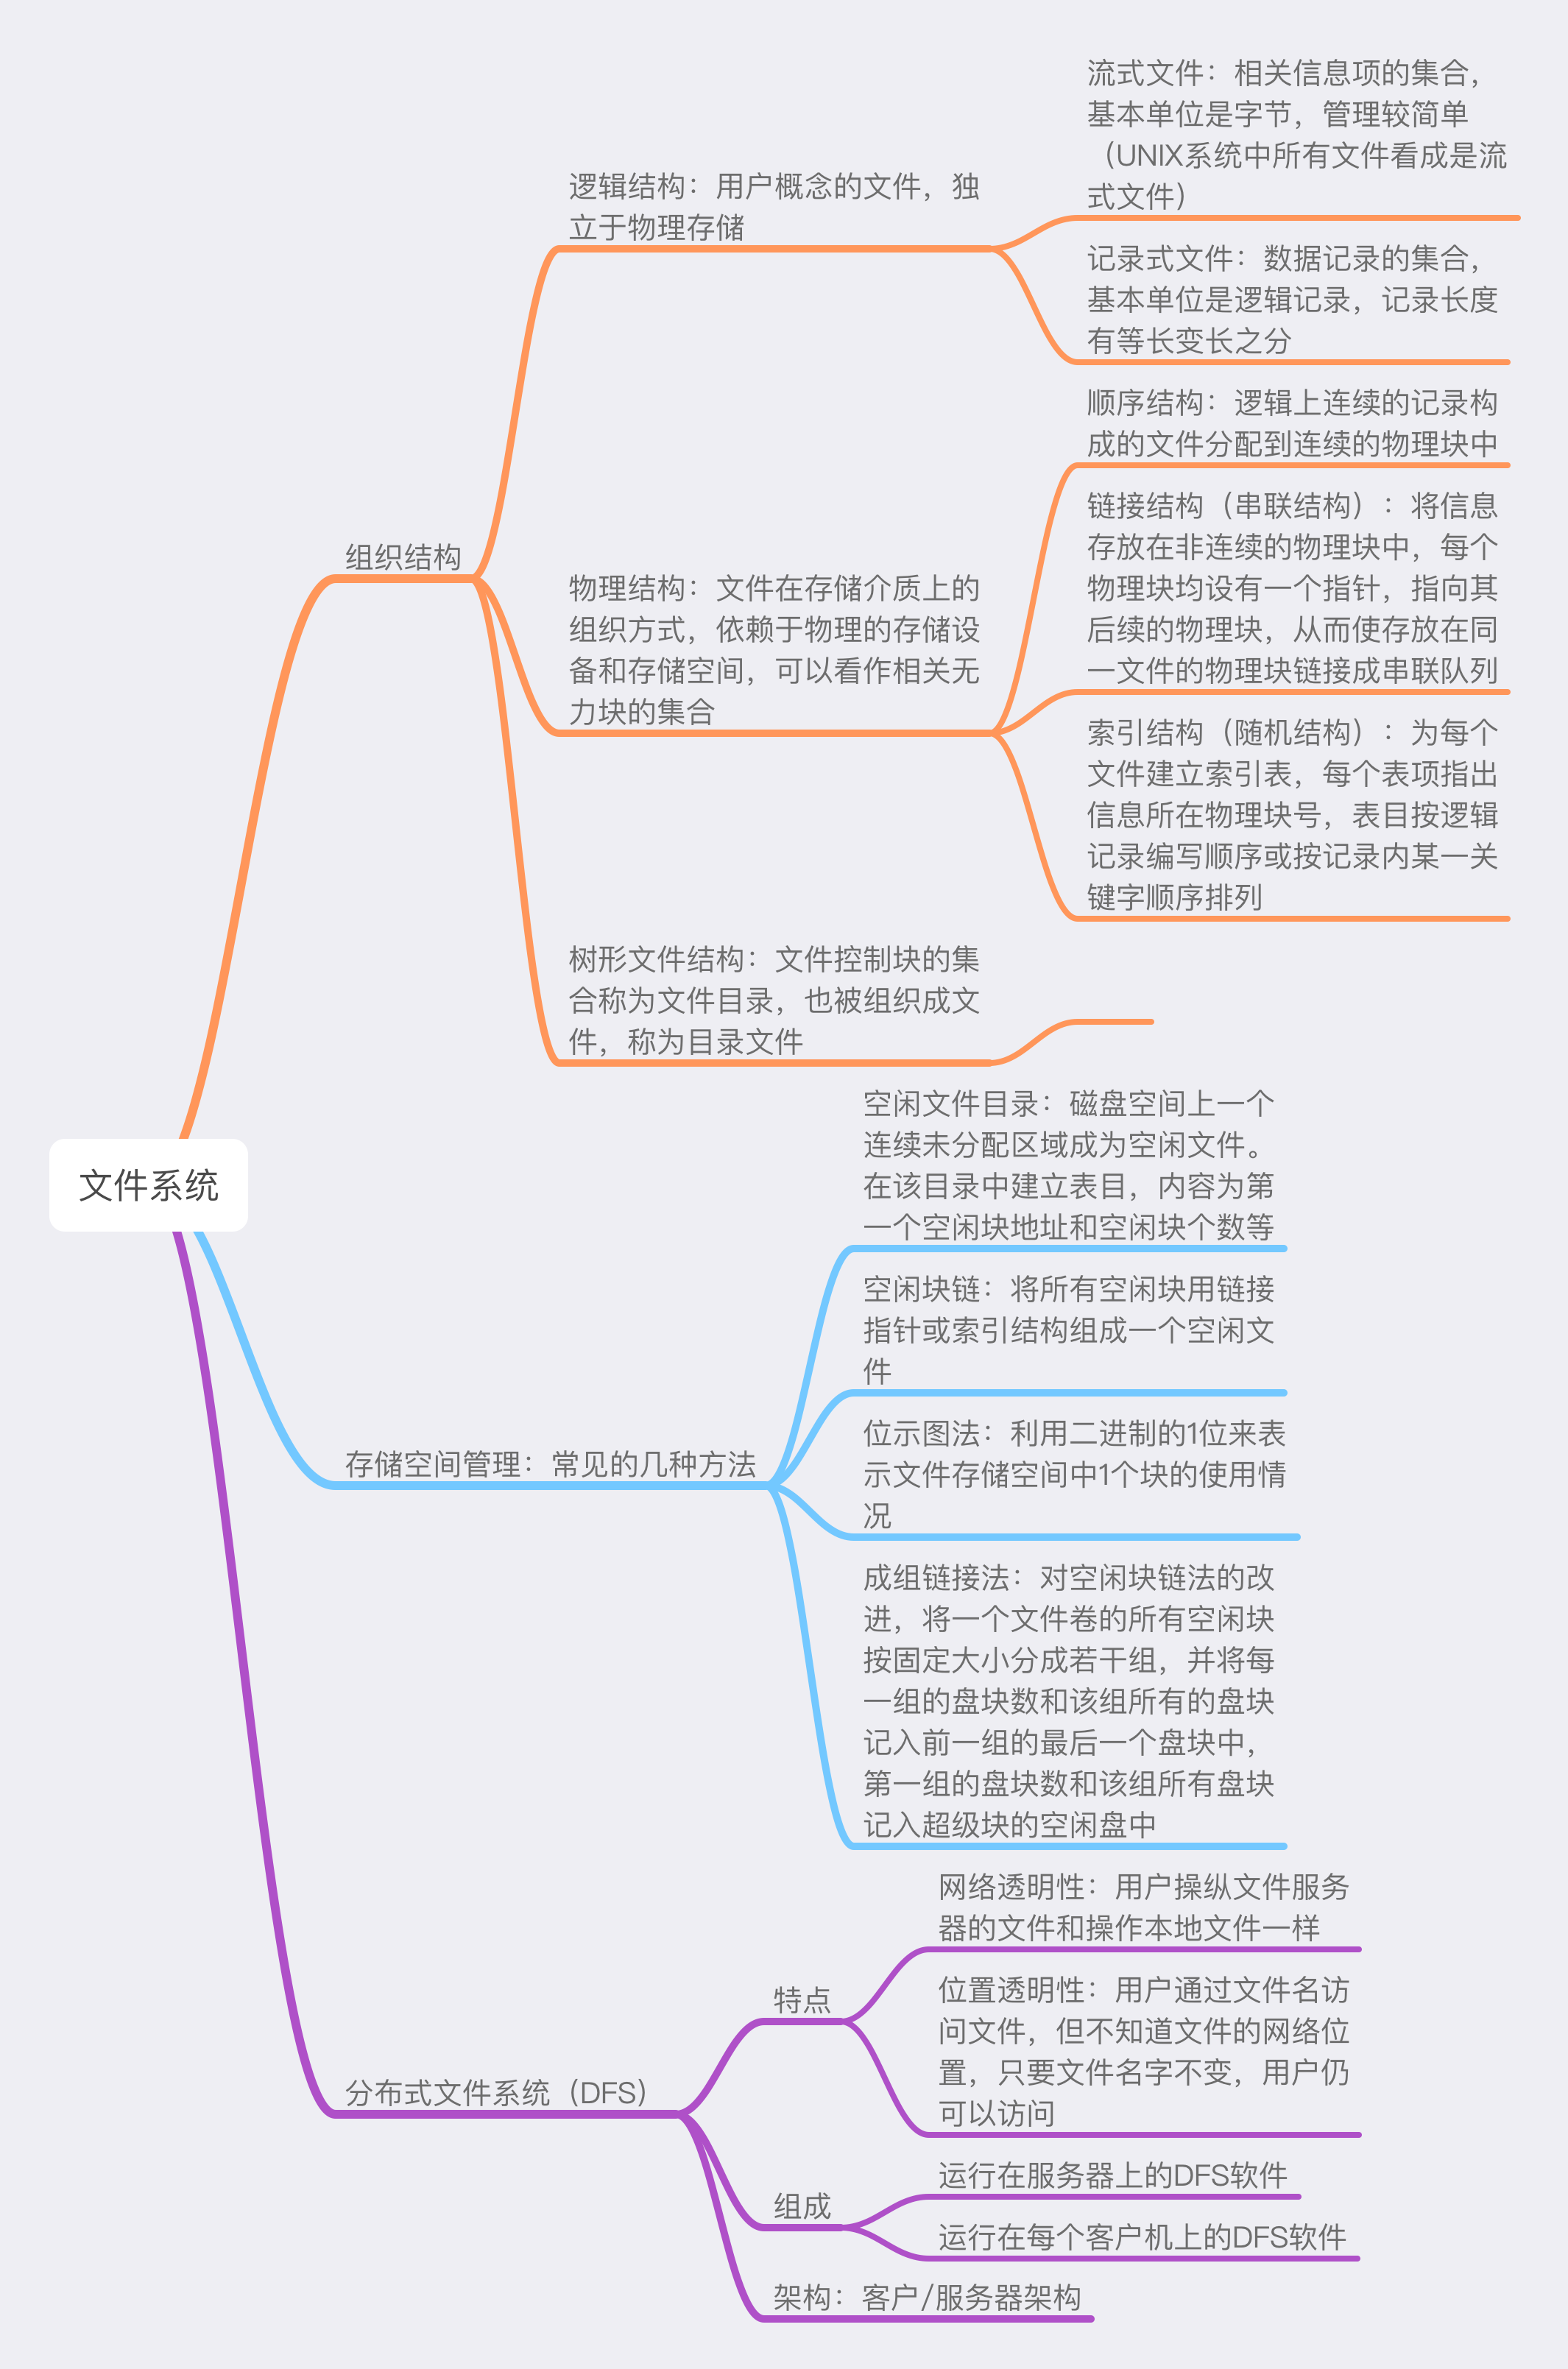 文件系统
组织结构
逻辑结构：用户概念的文件，独
立于物理存储
流式文件：相关信息项的集合，
基本单位是字节，管理较简单
（UNIX系统中所有文件看成是流
式文件）
记录式文件：数据记录的集合，
基本单位是逻辑记录，记录长度
有等长变长之分
物理结构：文件在存储介质上的
组织方式，依赖于物理的存储设
备和存储空间，可以看作相关无
力块的集合
顺序结构：逻辑上连续的记录构
成的文件分配到连续的物理块中
链接结构（串联结构）：将信息
存放在非连续的物理块中，每个
物理块均设有一个指针，指向其
后续的物理块，从而使存放在同
一文件的物理块链接成串联队列
索引结构（随机结构）：为每个
文件建立索引表，每个表项指出
信息所在物理块号，表目按逻辑
记录编写顺序或按记录内某一关
键字顺序排列
树形文件结构：文件控制块的集
合称为文件目录，也被组织成文
件，称为目录文件
存储空间管理：常见的几种方法
空闲文件目录：磁盘空间上一个
连续未分配区域成为空闲文件。
在该目录中建立表目，内容为第
一个空闲块地址和空闲块个数等
空闲块链：将所有空闲块用链接
指针或索引结构组成一个空闲文
件
位示图法：利用二进制的1位来表
示文件存储空间中1个块的使用情
况
成组链接法：对空闲块链法的改
进，将一个文件卷的所有空闲块
按固定大小分成若干组，并将每
一组的盘块数和该组所有的盘块
记入前一组的最后一个盘块中，
第一组的盘块数和该组所有盘块
记入超级块的空闲盘中
分布式文件系统（DFS）
特点
网络透明性：用户操纵文件服务
器的文件和操作本地文件一样
位置透明性：用户通过文件名访
问文件，但不知道文件的网络位
置，只要文件名字不变，用户仍
可以访问
组成
运行在服务器上的DFS软件
运行在每个客户机上的DFS软件
架构：客户/服务器架构